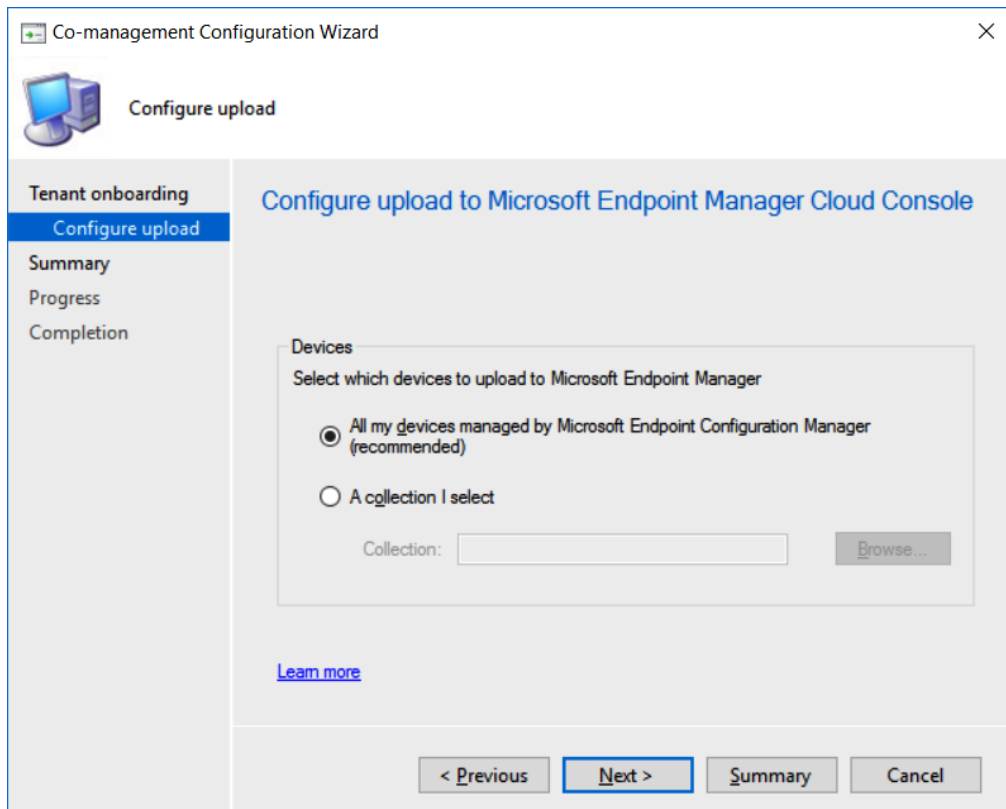 Co-management Configuration Wizard
Configure upload
Tenant onboarding
Configure upload
Summary
Progress
Completion
Configure upload to Microsoft Endpoint Manager Cloud Console
Devices
Select which devices to upload to Microsoft Endpoint Manager
All my devices managed by Microsoft Endpoint Configuration Manager
(recommended)
A collection I select
Collection:
Browse...
Learn more
< Previous
Next >
Summary
Cancel